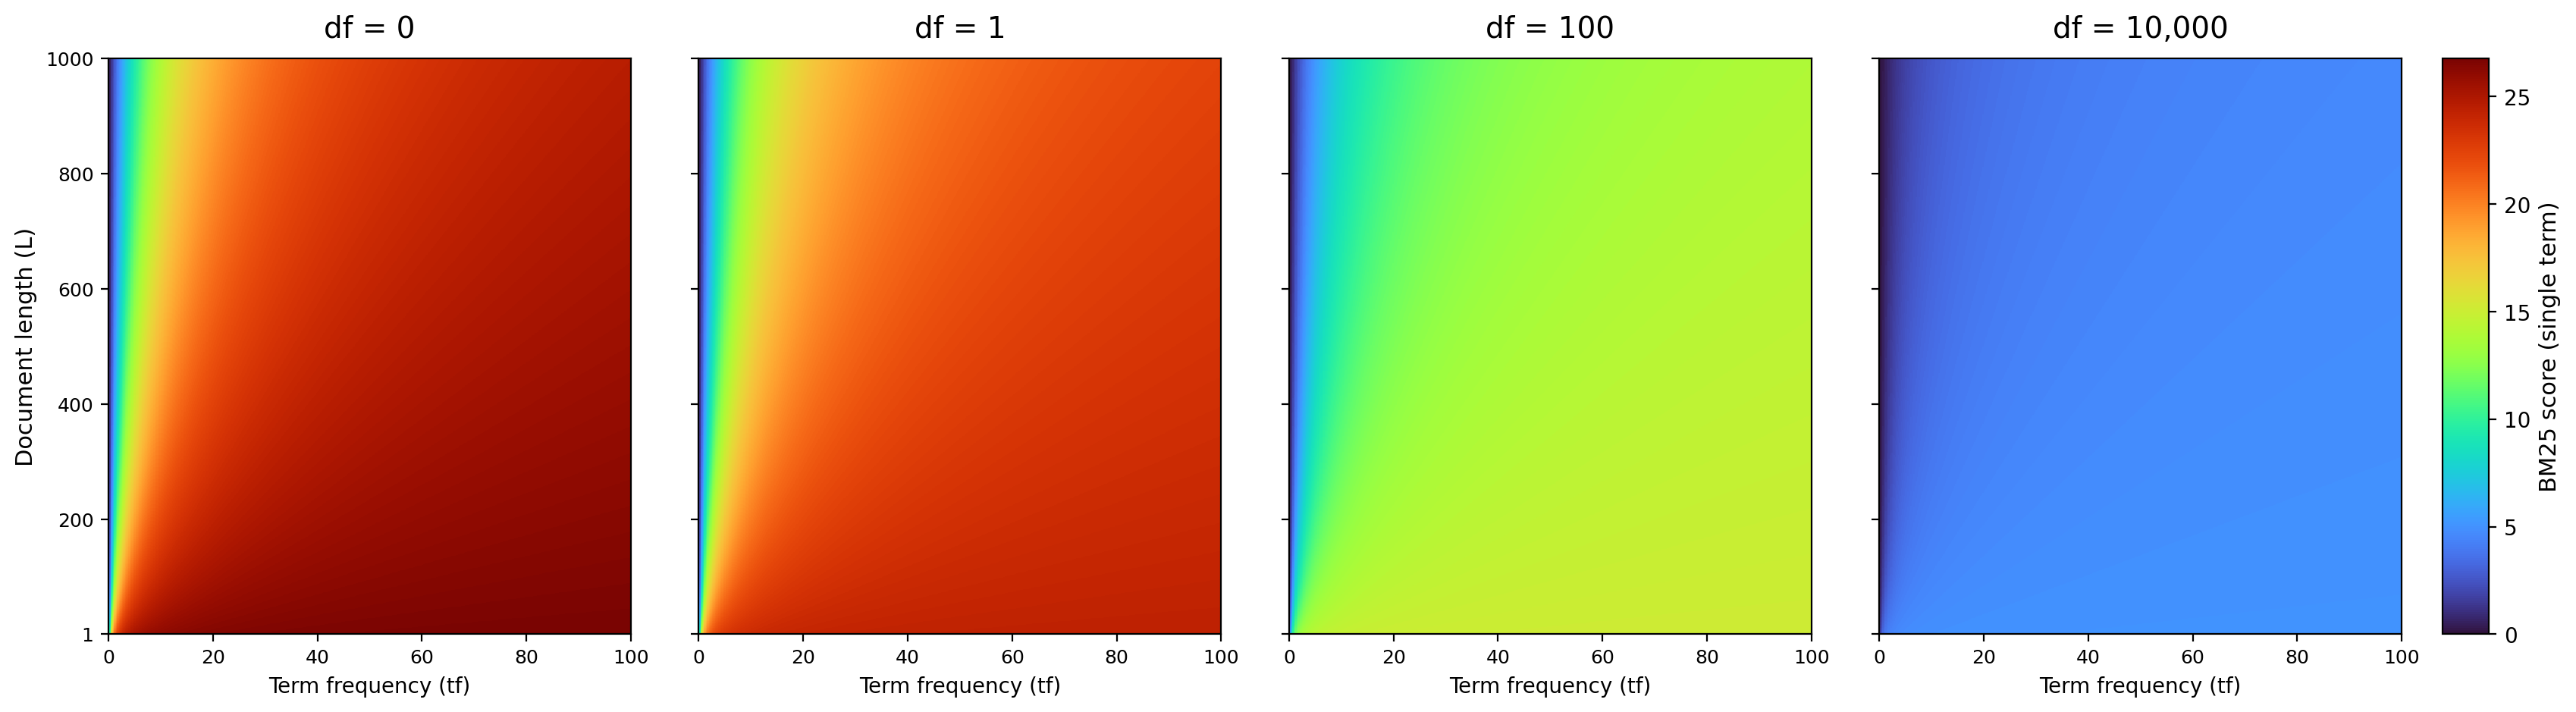 df = 0
df = 1
df = 100
df = 10,000
Document length (L)
1000
800
600
400
200
1
0 20 40 60 80 100
Term frequency (tf)
0 20 40 60 80 100
Term frequency (tf)
0 20 40 60 80 100
Term frequency (tf)
0 20 40 60 80 100
Term frequency (tf)
25
20
15
10
5
0
BM25 score (single term)